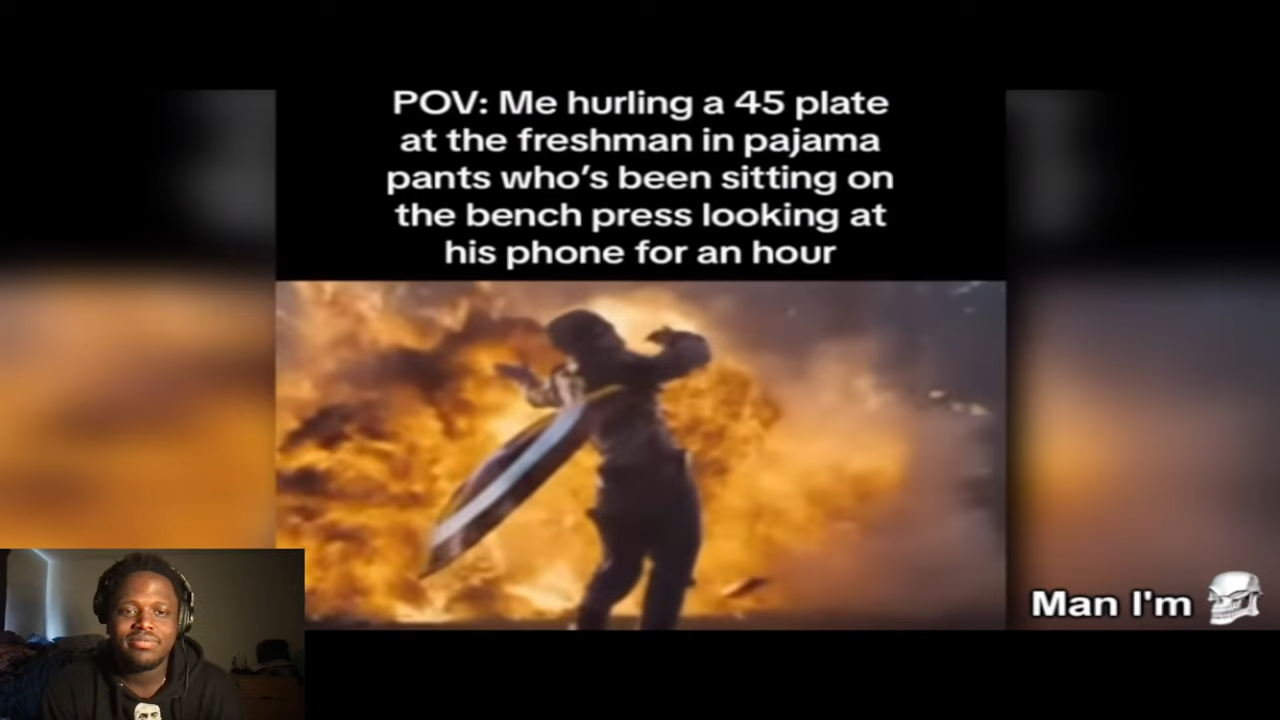 POV: Me hurling a 45 plate
at the freshman in pajama
pants who's been sitting on
the bench press looking at
his phone for an hour
Man I'm